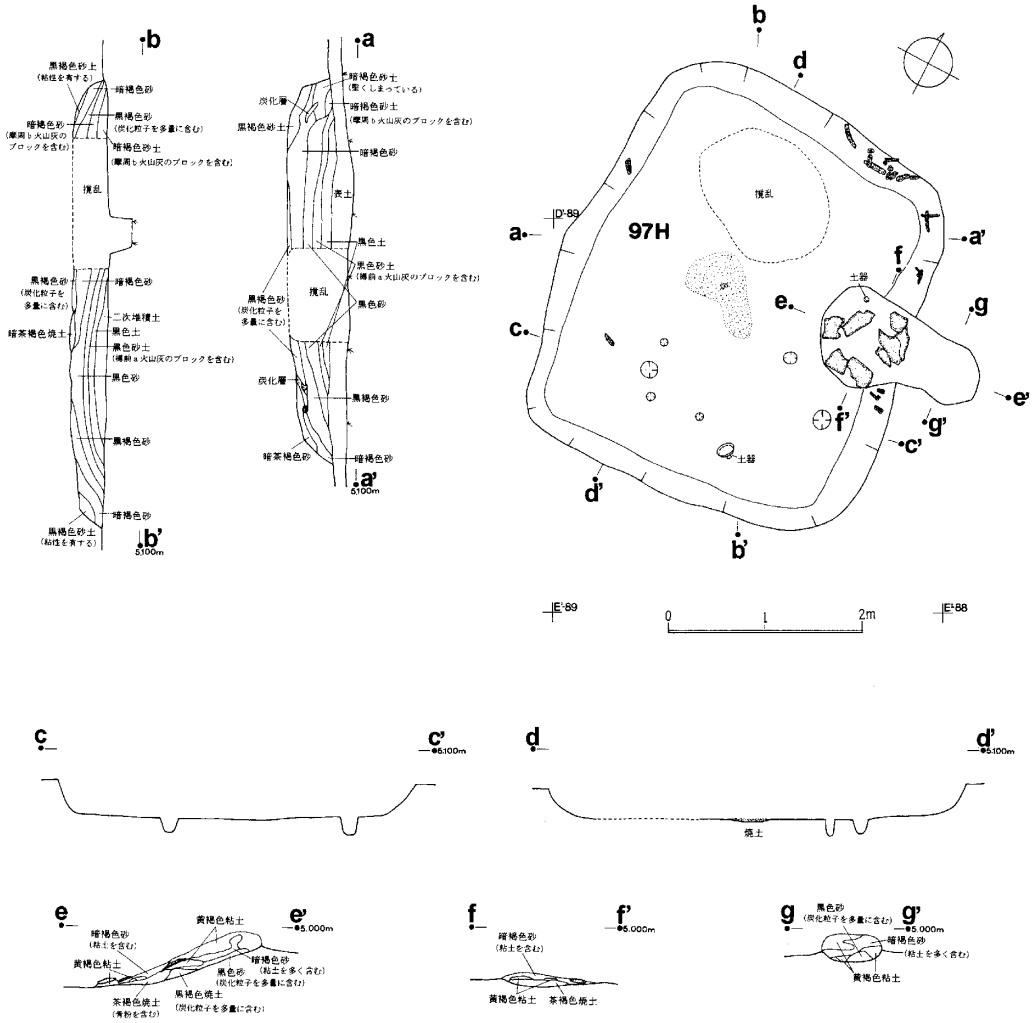 b
黒褐色砂土
(粘性を有する)
暗褐色砂
黒褐色砂
(炭化粒子を多量に含む)
暗褐色砂
(摩周b火山灰の
ブロックを含む)
暗褐色砂土
(摩周b火山灰のブロックを含む)
撹乱
黒褐色砂
(炭化粒子を
多量に含む)
暗褐色砂
暗茶褐色焼土
二次堆積土
黒色土
黒色砂土
(樽前a火山灰のブロックを含む)
黒色砂
黒褐色砂
暗褐色砂
黒褐色砂土
(粘性を有する)
b'
5.100m
a
暗褐色砂土
(堅くしまっている)
炭化層
暗褐色砂土
(摩周b火山灰のブロックを含む)
黒褐色砂土
暗褐色砂
表土
黒色土
黒色砂土
(樽前a火山灰のブロックを含む)
撹乱
黒色砂
黒褐色砂
(炭化粒子を
多量に含む)
炭化層
黒褐色砂
暗茶褐色砂
暗褐色砂
a'
5.100m
b
d
撹乱
D'-89
97H
a
a'
f
土器
e
g
c
e'
f'
g'
c'
土器
d'
b'
E'-89
E'-88
0 1 2m
c
c'
5.100m
d
d'
5.100m
焼土
e
e'
5.000m
黄褐色粘土
暗褐色砂
(粘土を含む)
黄褐色粘土
暗褐色砂
(粘土を多く含む)
黒色砂
(炭化粒子を多量に含む)
茶褐色焼土
(骨粉を含む)
黒褐色焼土
(炭化粒子を多量に含む)
f
f'
5.000m
暗褐色砂
(粘土を含む)
黄褐色粘土
茶褐色焼土
g
g'
5.000m
黒色砂
(炭化粒子を多量に含む)
暗褐色砂
(粘土を多く含む)
黄褐色粘土